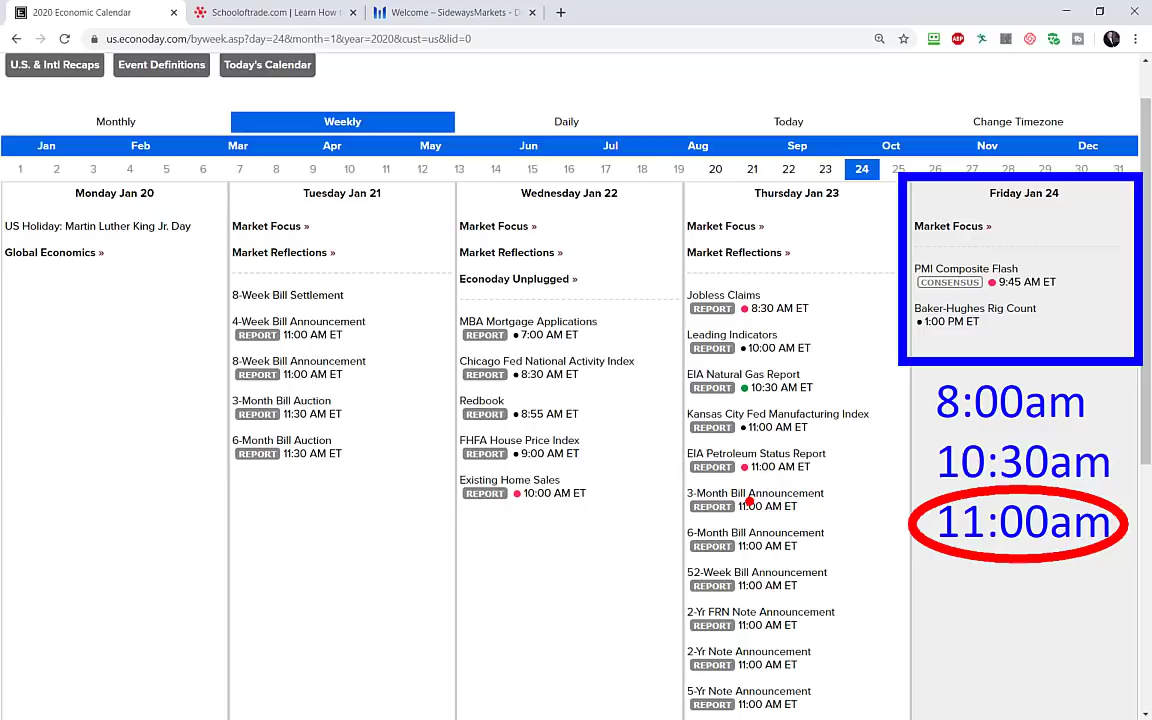 2020 Economic Calendar
Schooloftrade.com | Learn How t
Welcome – SidewaysMarkets - D
us.econoday.com/byweek.asp?day=24&month=1&year=2020&cust=us&lid=0
U.S. & Intl Recaps
Event Definitions
Today's Calendar
Monthly
Weekly
Daily
Today
Change Timezone
Jan Feb Mar Apr May Jun Jul Aug Sep Oct Nov Dec
1 2 3 4 5 6 7 8 9 10 11 12 13 14 15 16 17 18 19 20 21 22 23 24 25 26 27 28 29 30 31
Monday Jan 20
US Holiday: Martin Luther King Jr. Day
Global Economics »
Tuesday Jan 21
Market Focus »
Market Reflections »
8-Week Bill Settlement
4-Week Bill Announcement
REPORT 11:00 AM ET
8-Week Bill Announcement
REPORT 11:00 AM ET
3-Month Bill Auction
REPORT 11:30 AM ET
6-Month Bill Auction
REPORT 11:30 AM ET
Wednesday Jan 22
Market Focus »
Market Reflections »
Econoday Unplugged »
MBA Mortgage Applications
REPORT 7:00 AM ET
Chicago Fed National Activity Index
REPORT 8:30 AM ET
Redbook
REPORT 8:55 AM ET
FHFA House Price Index
REPORT 9:00 AM ET
Existing Home Sales
REPORT 10:00 AM ET
Thursday Jan 23
Market Focus »
Market Reflections »
Jobless Claims
REPORT 8:30 AM ET
Leading Indicators
REPORT 10:00 AM ET
EIA Natural Gas Report
REPORT 10:30 AM ET
Kansas City Fed Manufacturing Index
REPORT 11:00 AM ET
EIA Petroleum Status Report
REPORT 11:00 AM ET
3-Month Bill Announcement
REPORT 11:00 AM ET
6-Month Bill Announcement
REPORT 11:00 AM ET
52-Week Bill Announcement
REPORT 11:00 AM ET
2-Yr FRN Note Announcement
REPORT 11:00 AM ET
2-Yr Note Announcement
REPORT 11:00 AM ET
5-Yr Note Announcement
REPORT 11:00 AM ET
Friday Jan 24
Market Focus »
PMI Composite Flash
CONSENSUS 9:45 AM ET
Baker-Hughes Rig Count
1:00 PM ET
8:00am
10:30am
11:00am